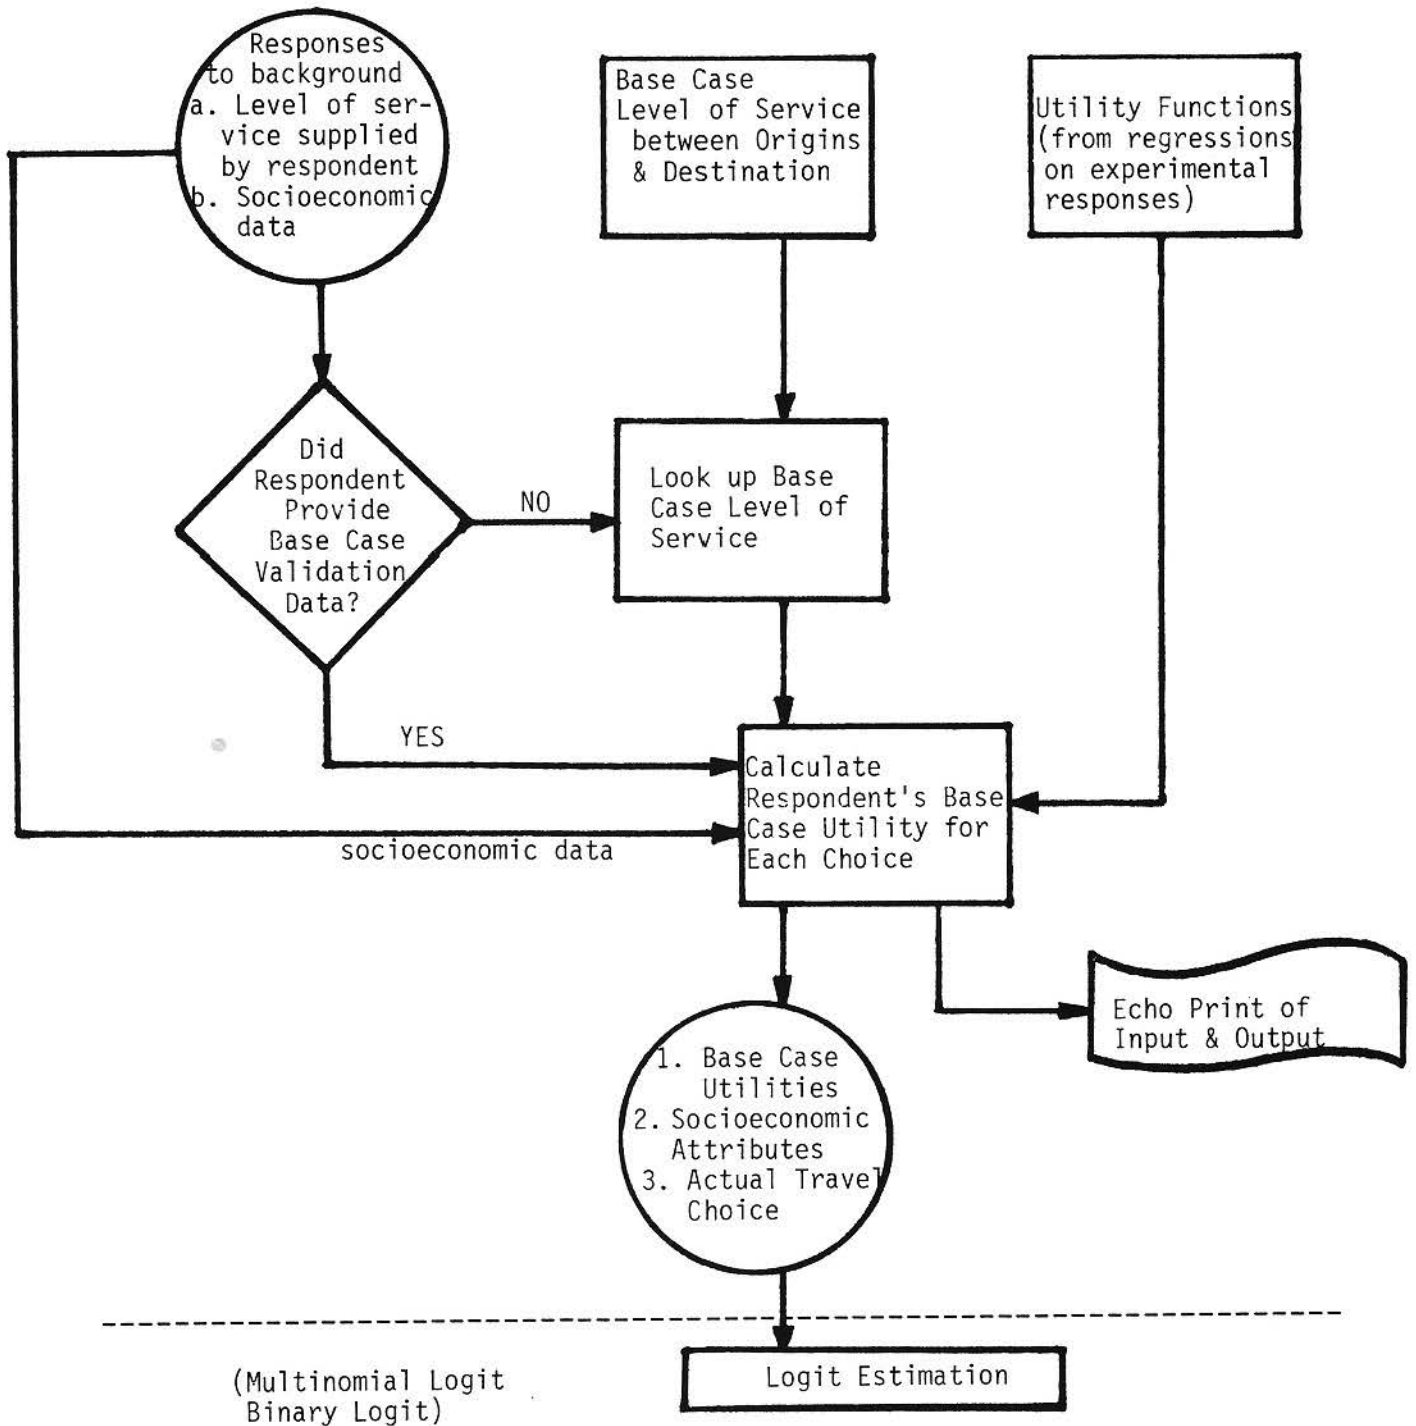 Responses
to background
a. Level of ser-
vice supplied
by respondent
b. Socioeconomic
data
Base Case
Level of Service
between Origins
& Destination
Utility Functions
(from regressions
on experimental
responses)
Did
Respondent
Provide
Base Case
Validation
Data?
NO
Look up Base
Case Level of
Service
YES
Calculate
Respondent's Base
Case Utility for
Each Choice
socioeconomic data
Echo Print of
Input & Output
1. Base Case
Utilities
2. Socioeconomic
Attributes
3. Actual Travel
Choice
Logit Estimation
(Multinomial Logit
Binary Logit)